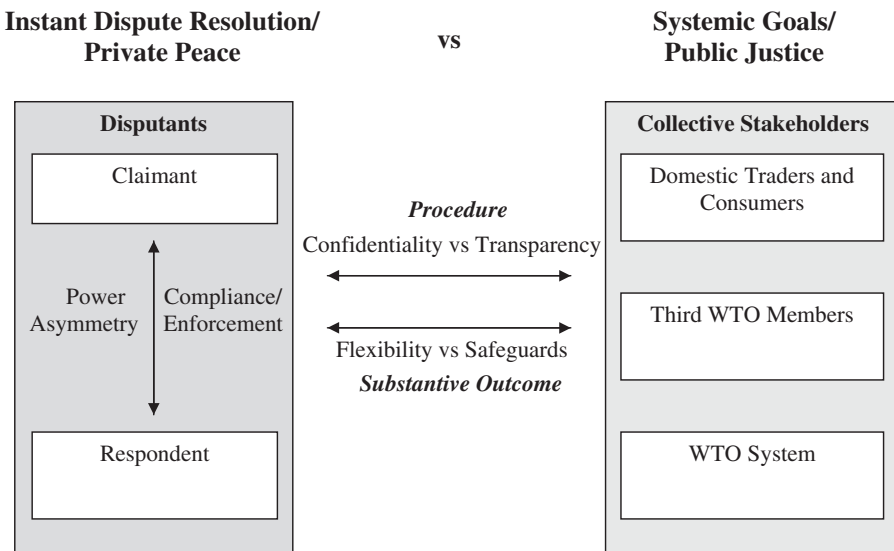 Instant Dispute Resolution/
Private Peace
vs
Systemic Goals/
Public Justice
Disputants
Claimant
Power
Asymmetry
Compliance/
Enforcement
Respondent
Procedure
Confidentiality vs Transparency
Flexibility vs Safeguards
Substantive Outcome
Collective Stakeholders
Domestic Traders and
Consumers
Third WTO Members
WTO System